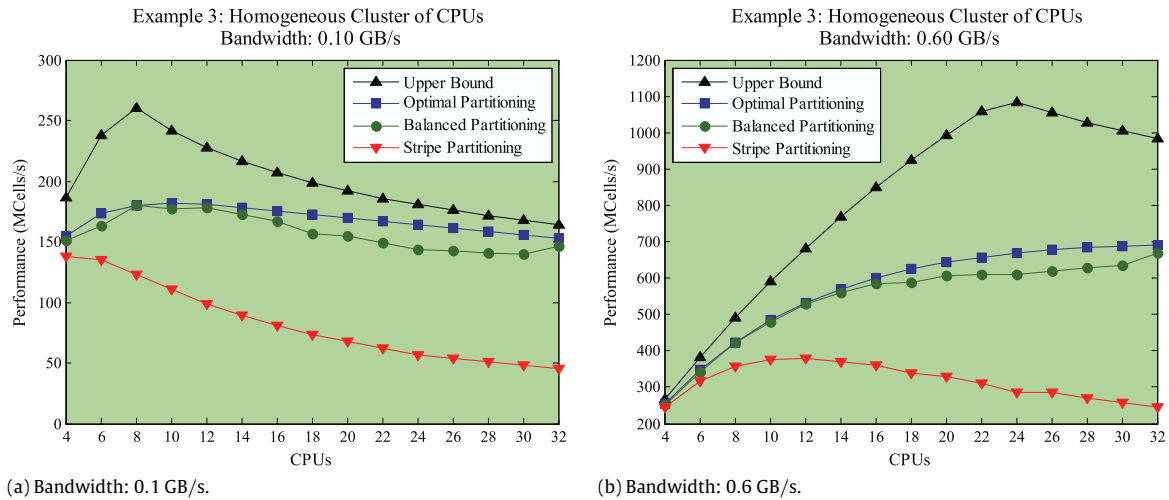 Example 3: Homogeneous Cluster of CPUs
Bandwidth: 0.10 GB/s
Performance (MCells/s)
300
250
200
150
100
50
0
Upper Bound
Optimal Partitioning
Balanced Partitioning
Stripe Partitioning
4 6 8 10 12 14 16 18 20 22 24 26 28 30 32
CPUs
(a) Bandwidth: 0.1 GB/s.
Example 3: Homogeneous Cluster of CPUs
Bandwidth: 0.60 GB/s
Performance (MCells/s)
1200
1100
1000
900
800
700
600
500
400
300
200
Upper Bound
Optimal Partitioning
Balanced Partitioning
Stripe Partitioning
4 6 8 10 12 14 16 18 20 22 24 26 28 30 32
CPUs
(b) Bandwidth: 0.6 GB/s.